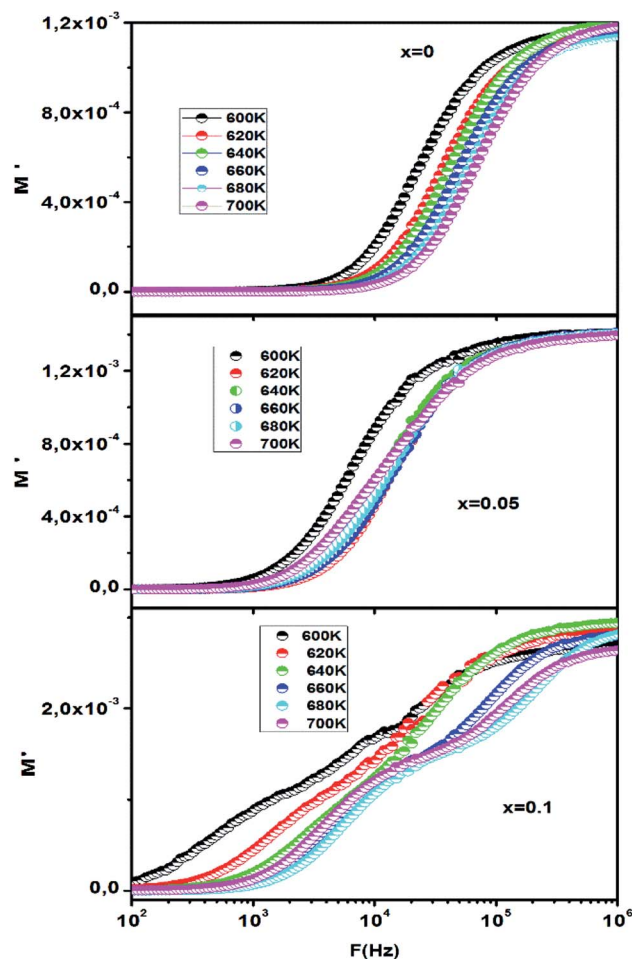 1,2x10⁻³
x=0
8,0x10⁻⁴
600K
620K
640K
660K
680K
700K
M '
4,0x10⁻⁴
0,0
1,2x10⁻³
600K
620K
640K
660K
680K
700K
M '
8,0x10⁻⁴
4,0x10⁻⁴
x=0.05
0,0
600K
620K
640K
660K
680K
700K
2,0x10⁻³
M'
x=0.1
0,0
10² 10³ 10⁴ 10⁵ 10⁶
F(Hz)